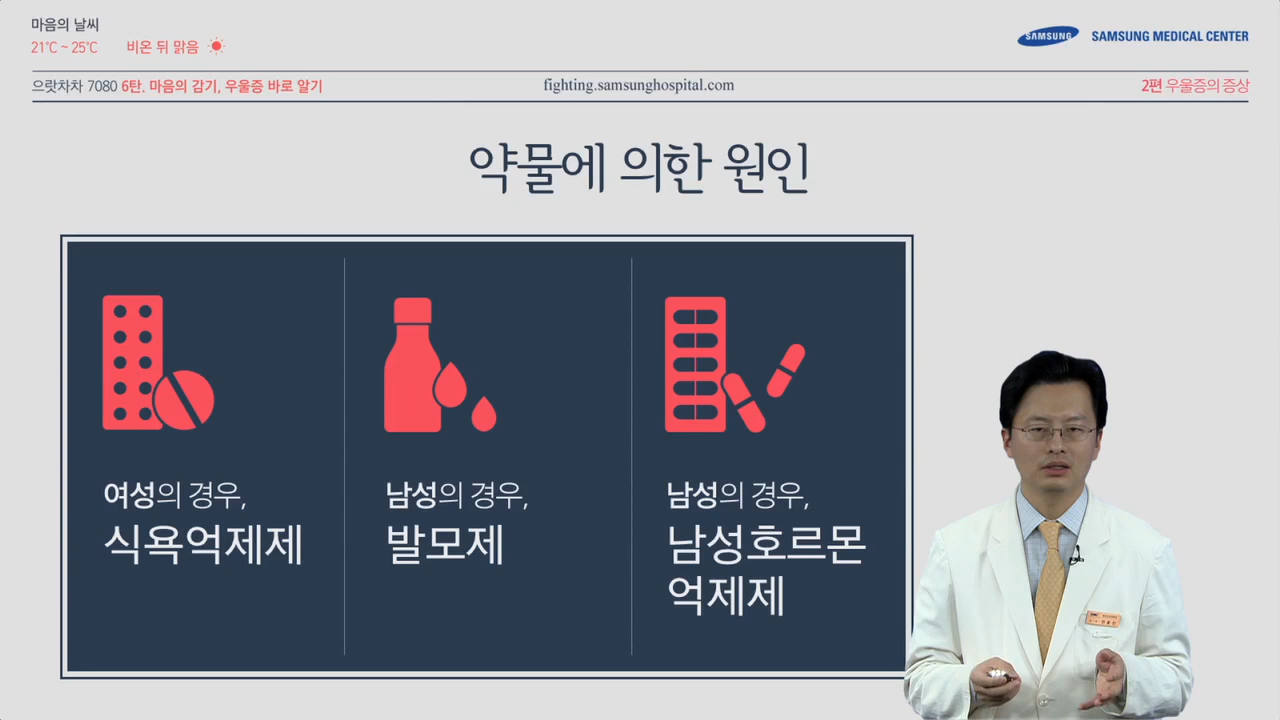 마음의 날씨
21℃ ~ 25℃ 비온 뒤 맑음
SAMSUNG SAMSUNG MEDICAL CENTER
으랏차차 7080 6탄. 마음의 감기, 우울증 바로 알기
fighting.samsunghospital.com
2편 우울증의 증상
약물에 의한 원인
여성의 경우,
식욕억제제
남성의 경우,
발모제
남성의 경우,
남성호르몬
억제제